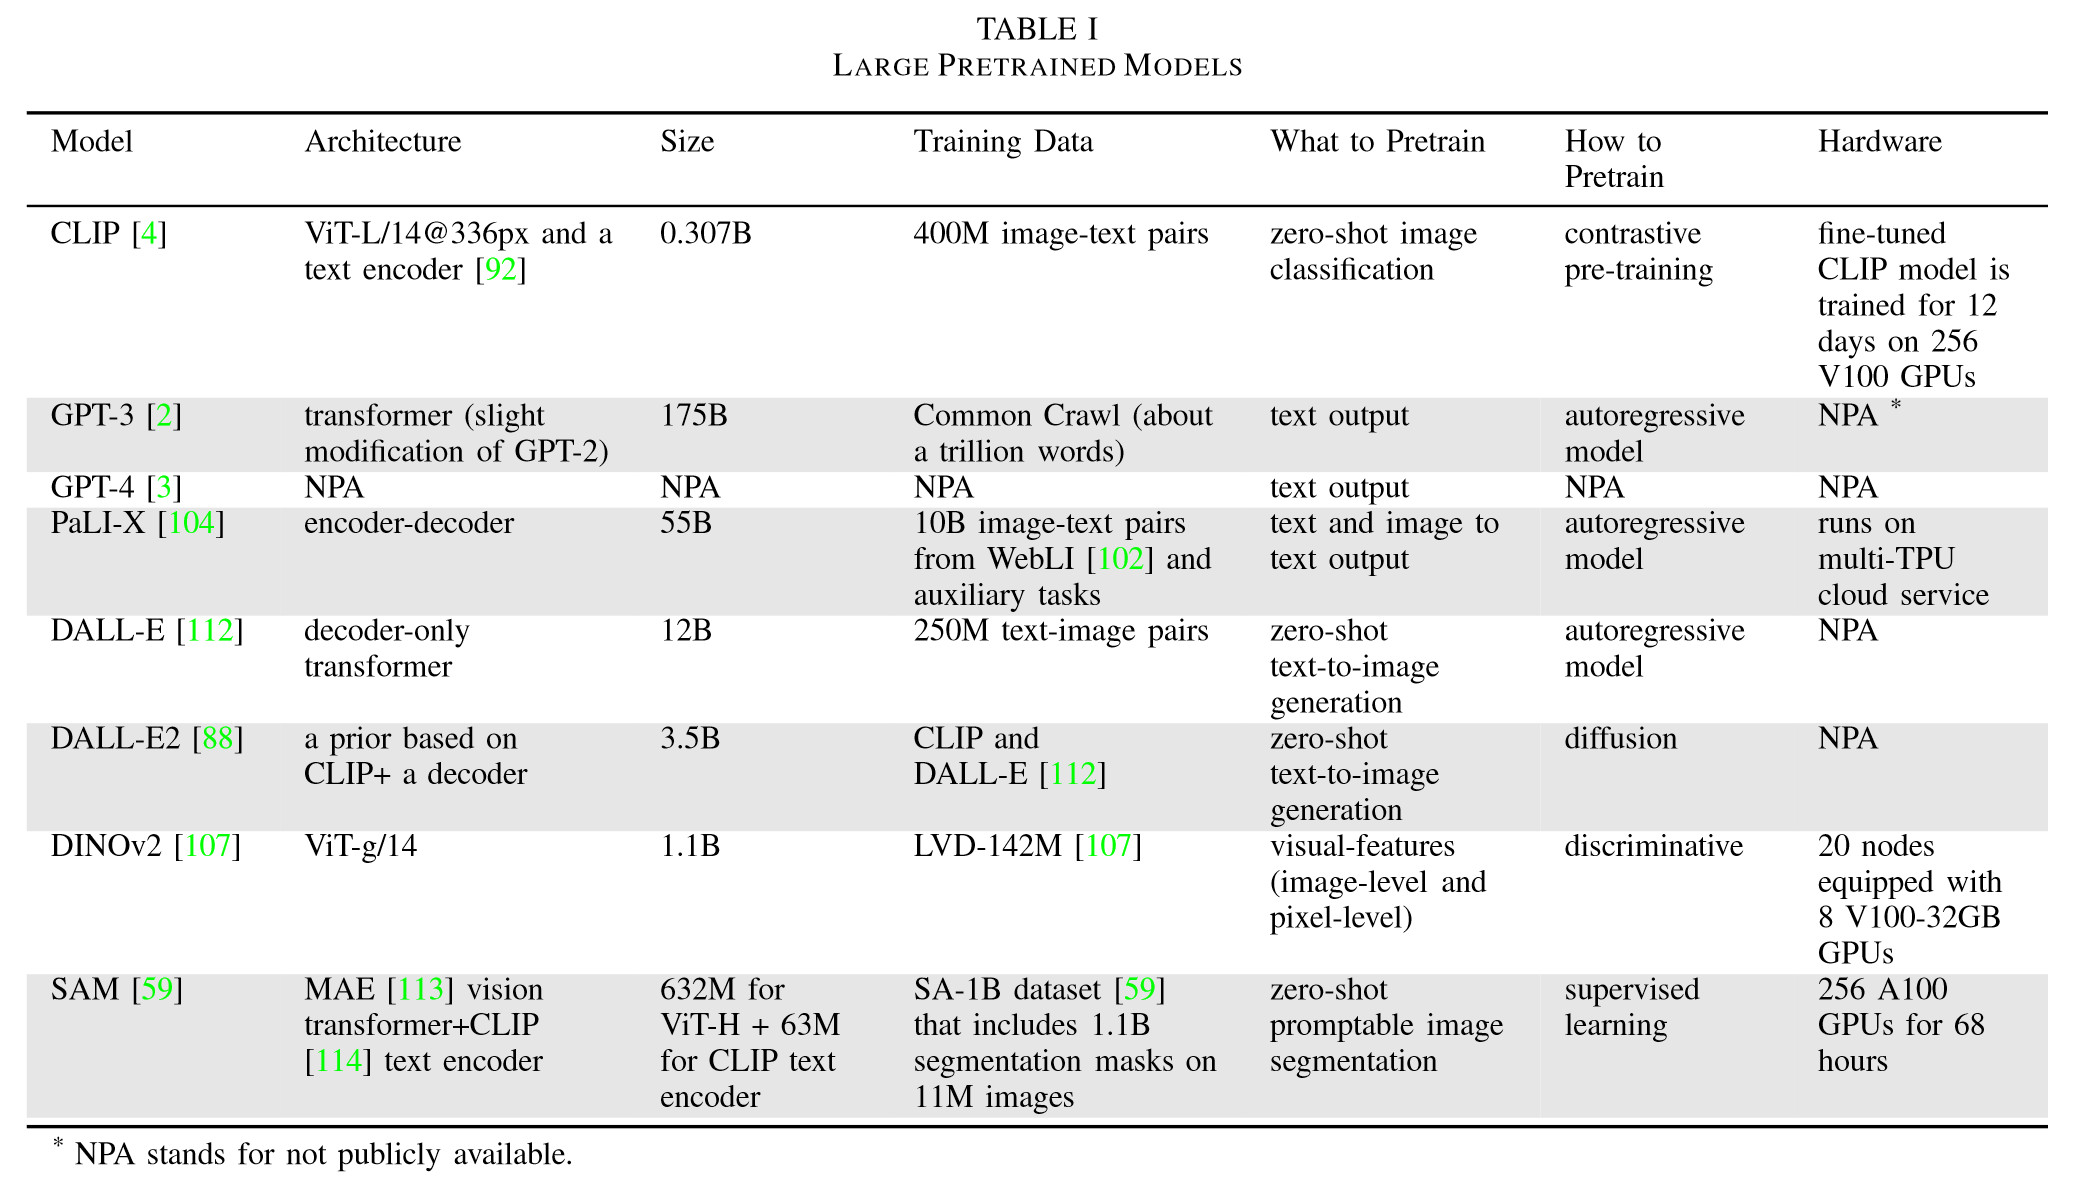 TABLE I
LARGE PRETRAINED MODELS
Model Architecture Size Training Data What to Pretrain How to Pretrain Hardware
CLIP [4] ViT-L/14@336px and a text encoder [92] 0.307B 400M image-text pairs zero-shot image classification contrastive pre-training fine-tuned CLIP model is trained for 12 days on 256 V100 GPUs
GPT-3 [2] transformer (slight modification of GPT-2) 175B Common Crawl (about a trillion words) text output autoregressive model NPA *
GPT-4 [3] NPA NPA NPA text output NPA NPA
PaLI-X [104] encoder-decoder 55B 10B image-text pairs from WebLI [102] and auxiliary tasks text and image to text output autoregressive model runs on multi-TPU cloud service
DALL-E [112] decoder-only transformer 12B 250M text-image pairs zero-shot text-to-image generation autoregressive model NPA
DALL-E2 [88] a prior based on CLIP+ a decoder 3.5B CLIP and DALL-E [112] zero-shot text-to-image generation diffusion NPA
DINOv2 [107] ViT-g/14 1.1B LVD-142M [107] visual-features (image-level and pixel-level) discriminative 20 nodes equipped with 8 V100-32GB GPUs
SAM [59] MAE [113] vision transformer+CLIP [114] text encoder 632M for ViT-H + 63M for CLIP text encoder SA-1B dataset [59] that includes 1.1B segmentation masks on 11M images zero-shot promptable image segmentation supervised learning 256 A100 GPUs for 68 hours
* NPA stands for not publicly available.